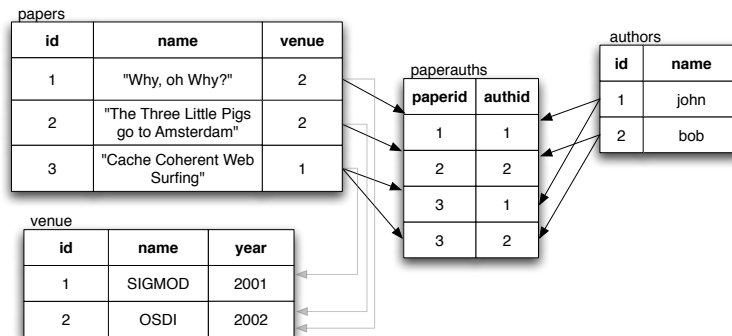 papers
id name venue
1 "Why, oh Why?" 2
2 "The Three Little Pigs go to Amsterdam" 2
3 "Cache Coherent Web Surfing" 1
paperauths
paperid authid
1 1
2 2
3 1
3 2
authors
id name
1 john
2 bob
venue
id name year
1 SIGMOD 2001
2 OSDI 2002